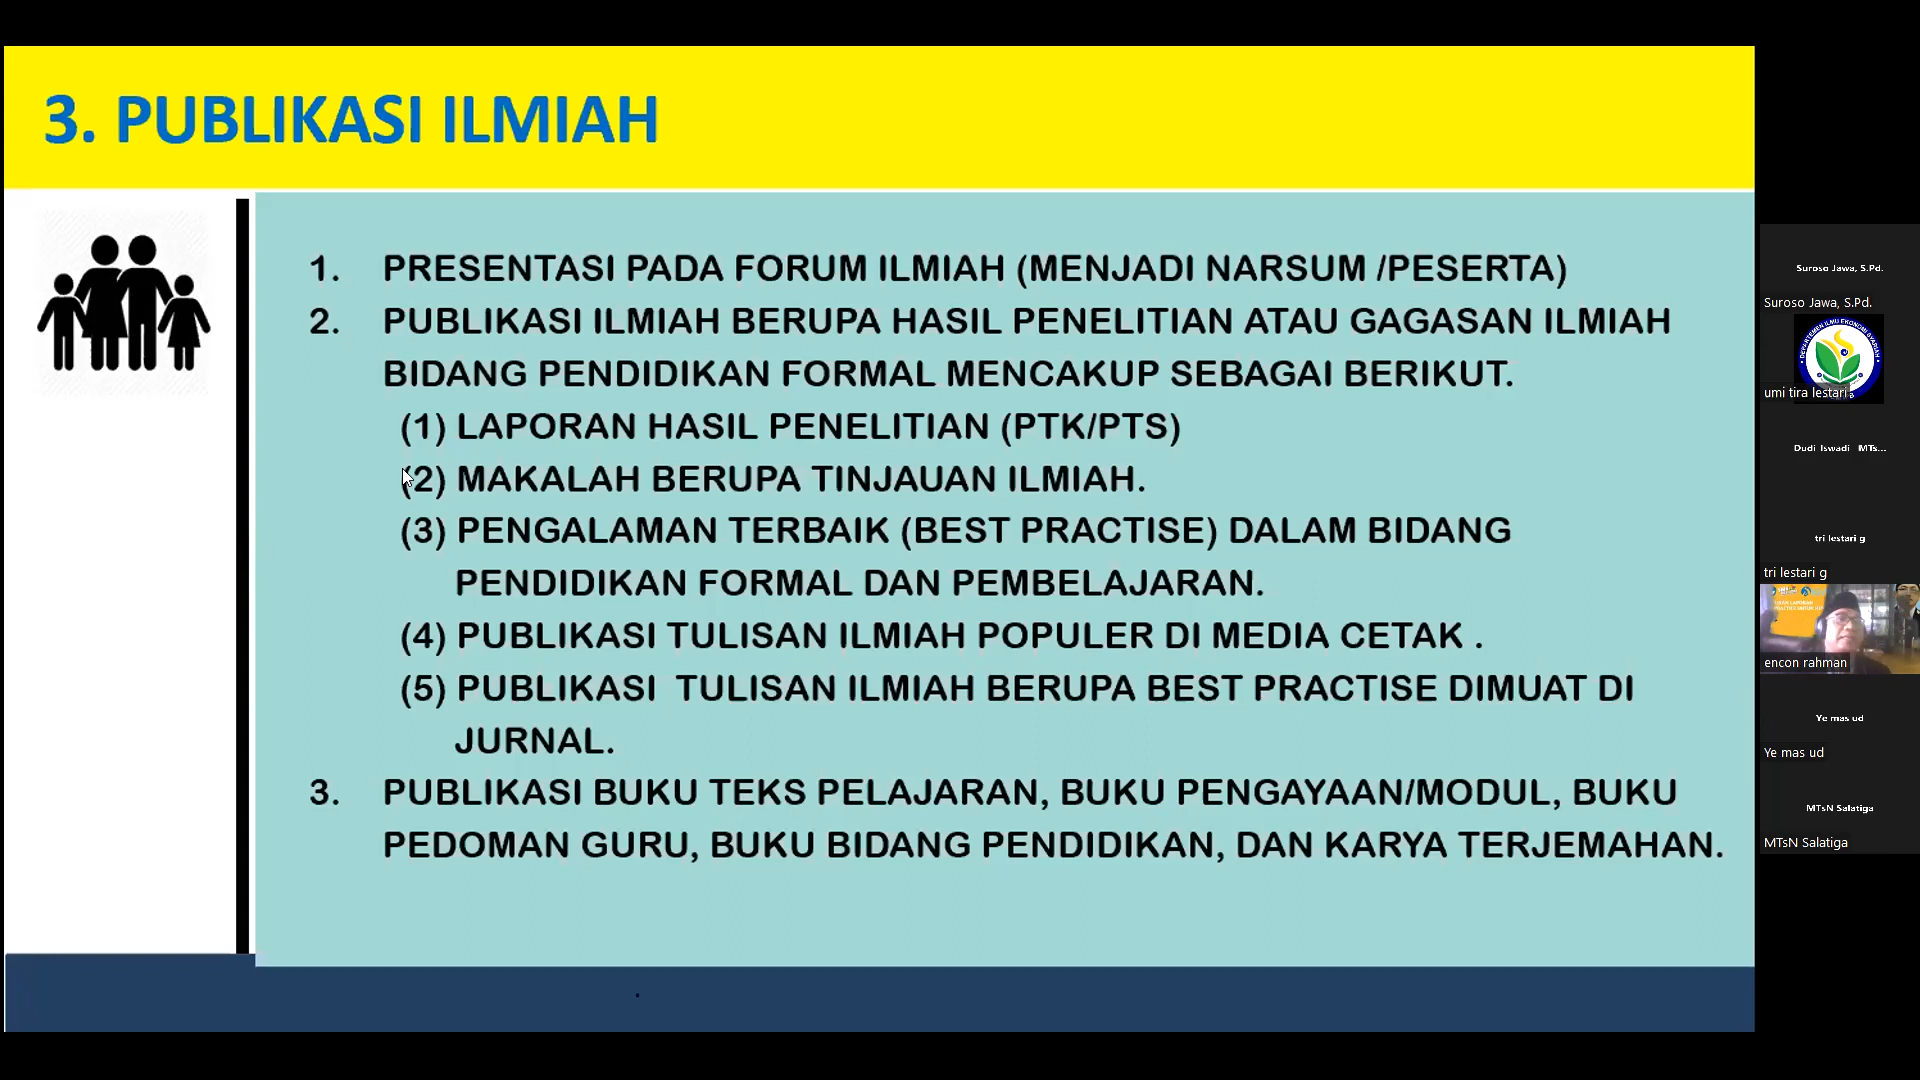 3. PUBLIKASI ILMIAH
1. PRESENTASI PADA FORUM ILMIAH (MENJADI NARSUM /PESERTA)
2. PUBLIKASI ILMIAH BERUPA HASIL PENELITIAN ATAU GAGASAN ILMIAH
BIDANG PENDIDIKAN FORMAL MENCAKUP SEBAGAI BERIKUT.
(1) LAPORAN HASIL PENELITIAN (PTK/PTS)
(2) MAKALAH BERUPA TINJAUAN ILMIAH.
(3) PENGALAMAN TERBAIK (BEST PRACTISE) DALAM BIDANG
PENDIDIKAN FORMAL DAN PEMBELAJARAN.
(4) PUBLIKASI TULISAN ILMIAH POPULER DI MEDIA CETAK .
(5) PUBLIKASI TULISAN ILMIAH BERUPA BEST PRACTISE DIMUAT DI
JURNAL.
3. PUBLIKASI BUKU TEKS PELAJARAN, BUKU PENGAYAAN/MODUL, BUKU
PEDOMAN GURU, BUKU BIDANG PENDIDIKAN, DAN KARYA TERJEMAHAN.
Suroso Jawa, S.Pd.
Suroso Jawa, S.Pd.
DEPARTEMEN ILMU EKONOMI SYARIAH
umi tira lestari
Dudi Iswadi MTs...
tri lestari g
tri lestari g
encon rahman
Ye mas ud
Ye mas ud
MTsN Salatiga
MTsN Salatiga